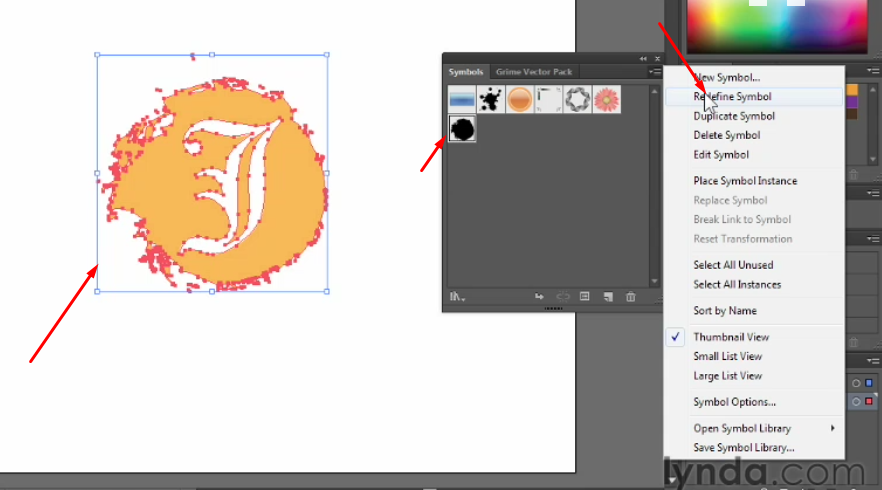 Symbols Grime Vector Pack
New Symbol...
Redefine Symbol
Duplicate Symbol
Delete Symbol
Edit Symbol
Place Symbol Instance
Replace Symbol
Break Link to Symbol
Reset Transformation
Select All Unused
Select All Instances
Sort by Name
Thumbnail View
Small List View
Large List View
Symbol Options...
Open Symbol Library
Save Symbol Library...
lynda.com